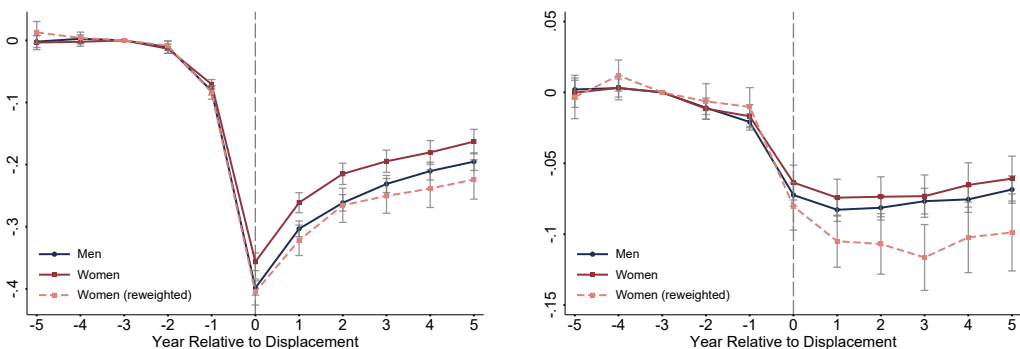 0
-.1
-.2
-.3
-.4
Men
Women
Women (reweighted)
-5 -4 -3 -2 -1 0 1 2 3 4 5
Year Relative to Displacement
.05
0
-.05
-.1
-.15
Men
Women
Women (reweighted)
-5 -4 -3 -2 -1 0 1 2 3 4 5
Year Relative to Displacement